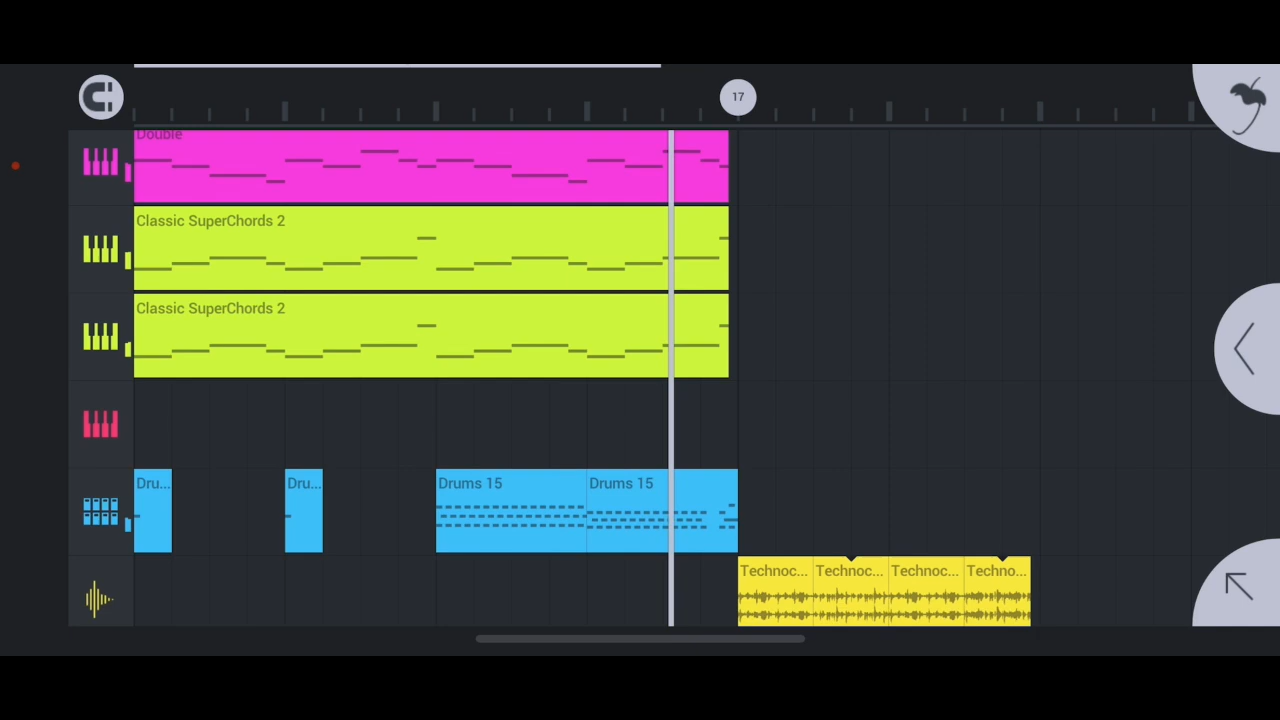 17
Double
Classic SuperChords 2
Classic SuperChords 2
Dru... Dru... Drums 15 Drums 15
Technoc... Technoc... Technoc... Techno...